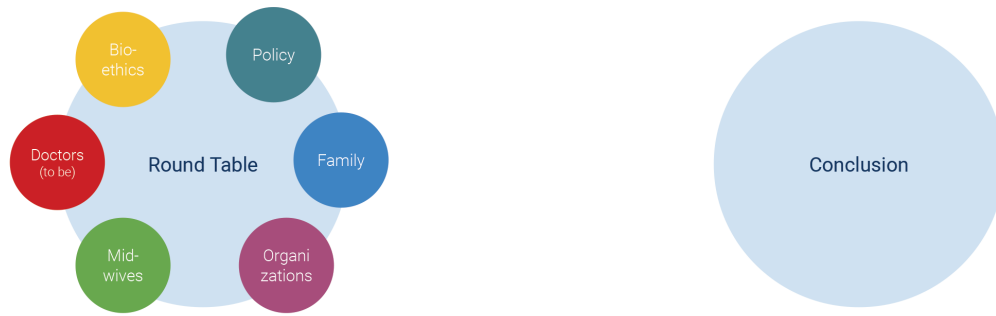 Bio-
ethics
Policy
Doctors
(to be)
Round Table
Family
Mid-
wives
Organi
zations
Conclusion